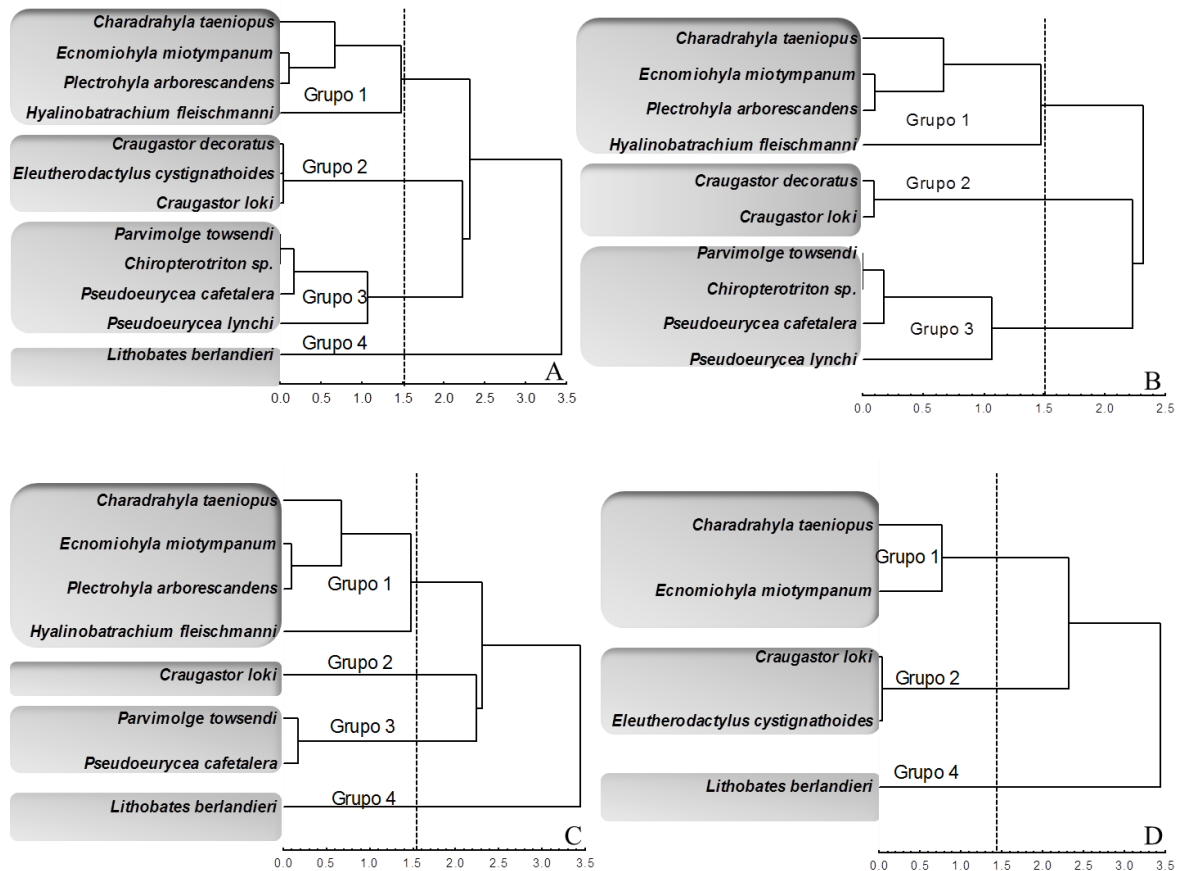 Charadrahyla taeniopus
Ecnomiohyla miotympanum
Plectrohyla arborescandens
Grupo 1
Hyalinobatrachium fleischmanni
Craugastor decoratus
Grupo 2
Eleutherodactylus cystignathoides
Craugastor loki
Parvimolge towsendi
Chiropterotriton sp.
Pseudoeurycea cafetalera
Grupo 3
Pseudoeurycea lynchi
Grupo 4
Lithobates berlandieri
A
0.0 0.5 1.0 1.5 2.0 2.5 3.0 3.5
Charadrahyla taeniopus
Ecnomiohyla miotympanum
Plectrohyla arborescandens
Grupo 1
Hyalinobatrachium fleischmanni
Craugastor decoratus
Grupo 2
Craugastor loki
Parvimolge towsendi
Chiropterotriton sp.
Pseudoeurycea cafetalera
Grupo 3
Pseudoeurycea lynchi
B
0.0 0.5 1.0 1.5 2.0 2.5
Charadrahyla taeniopus
Ecnomiohyla miotympanum
Plectrohyla arborescandens
Grupo 1
Hyalinobatrachium fleischmanni
Grupo 2
Craugastor loki
Parvimolge towsendi
Grupo 3
Pseudoeurycea cafetalera
Grupo 4
Lithobates berlandieri
C
0.0 0.5 1.0 1.5 2.0 2.5 3.0 3.5
Charadrahyla taeniopus
Grupo 1
Ecnomiohyla miotympanum
Craugastor loki
Grupo 2
Eleutherodactylus cystignathoides
Grupo 4
Lithobates berlandieri
D
0.0 0.5 1.0 1.5 2.0 2.5 3.0 3.5